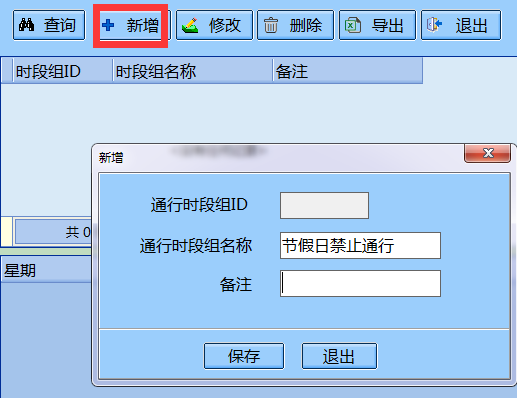 查询 新增 修改 删除 导出 退出
时段组ID 时段组名称 备注
新增
通行时段组ID
通行时段组名称 节假日禁止通行
备注
共 0
星期
保存 退出